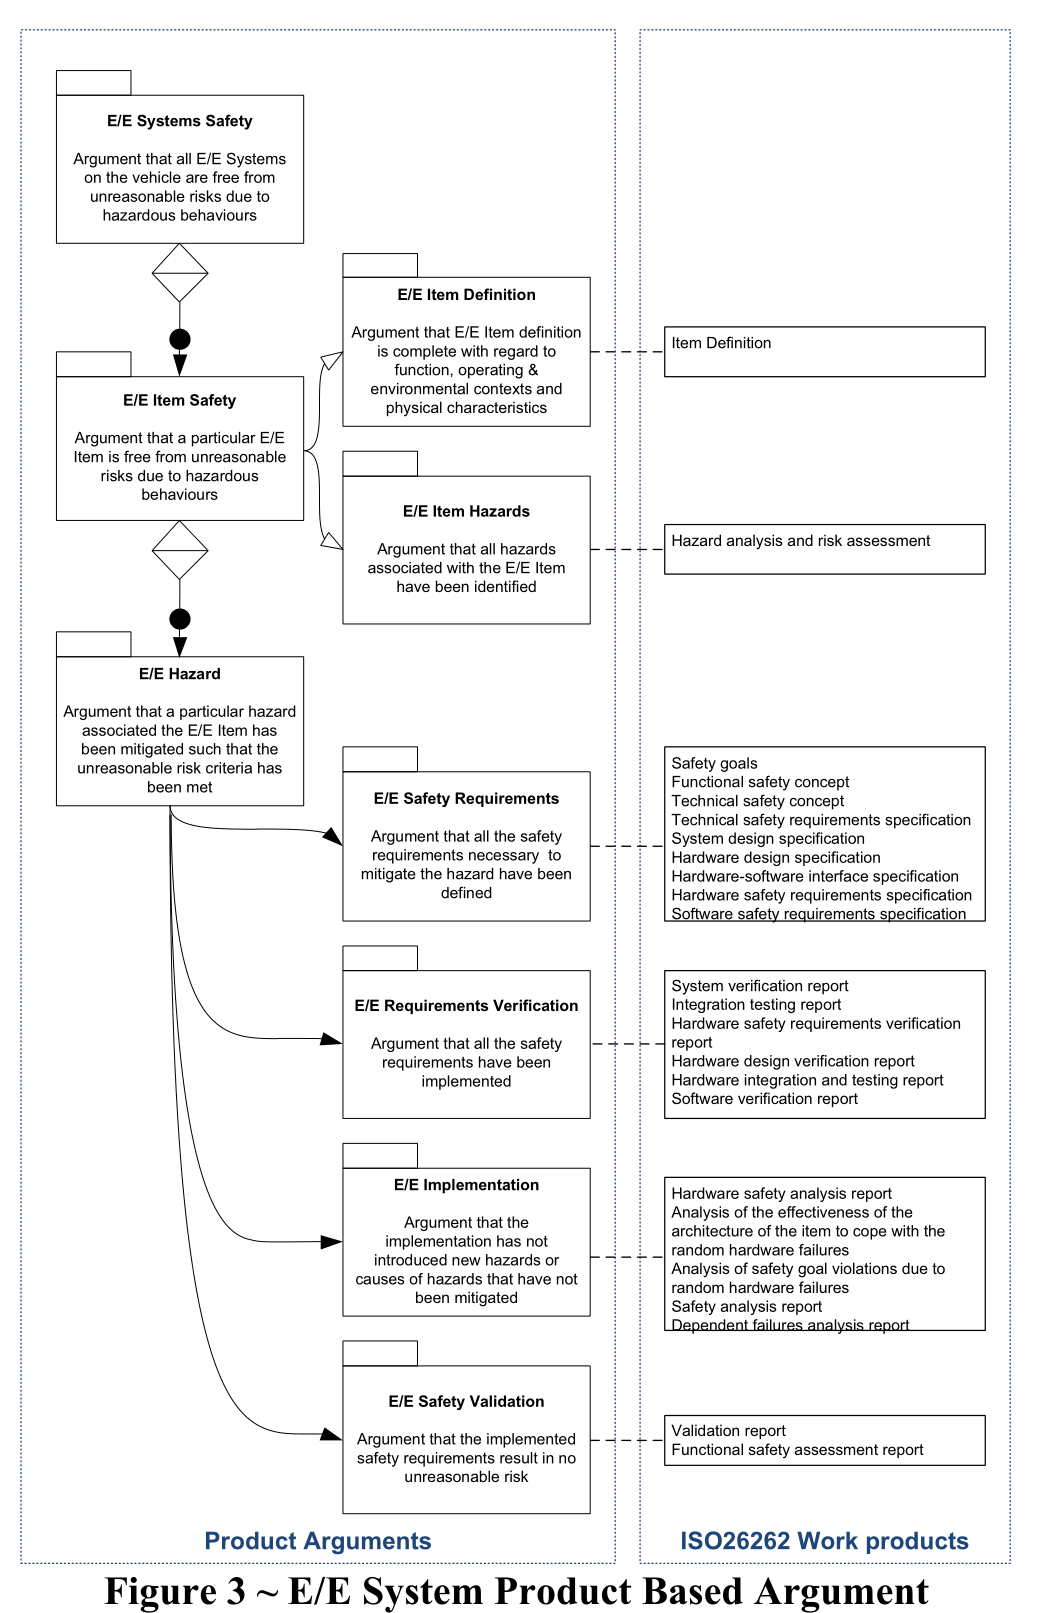 E/E Systems Safety
Argument that all E/E Systems
on the vehicle are free from
unreasonable risks due to
hazardous behaviours
E/E Item Definition
Argument that E/E Item definition
is complete with regard to
function, operating &
environmental contexts and
physical characteristics
Item Definition
E/E Item Safety
Argument that a particular E/E
Item is free from unreasonable
risks due to hazardous
behaviours
E/E Item Hazards
Argument that all hazards
associated with the E/E Item
have been identified
Hazard analysis and risk assessment
E/E Hazard
Argument that a particular hazard
associated the E/E Item has
been mitigated such that the
unreasonable risk criteria has
been met
E/E Safety Requirements
Argument that all the safety
requirements necessary  to
mitigate the hazard have been
defined
Safety goals
Functional safety concept
Technical safety concept
Technical safety requirements specification
System design specification
Hardware design specification
Hardware-software interface specification
Hardware safety requirements specification
Software safety requirements specification
E/E Requirements Verification
Argument that all the safety
requirements have been
implemented
System verification report
Integration testing report
Hardware safety requirements verification
report
Hardware design verification report
Hardware integration and testing report
Software verification report
E/E Implementation
Argument that the
implementation has not
introduced new hazards or
causes of hazards that have not
been mitigated
Hardware safety analysis report
Analysis of the effectiveness of the
architecture of the item to cope with the
random hardware failures
Analysis of safety goal violations due to
random hardware failures
Safety analysis report
Dependent failures analysis report
E/E Safety Validation
Argument that the implemented
safety requirements result in no
unreasonable risk
Validation report
Functional safety assessment report
Product Arguments
ISO26262 Work products
Figure 3 ~ E/E System Product Based Argument